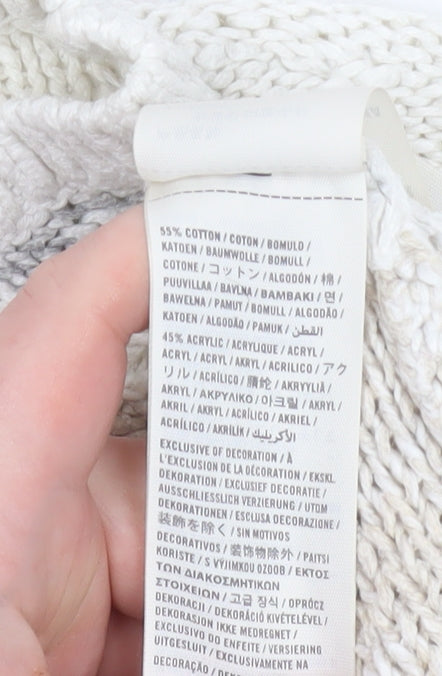 55% COTTON / COTON / BOMULD /
KATOEN / BAUMWOLLE / BOMULL /
COTONE / コットン / ALGODÓN / 棉 /
PUUVILLAA / BAVLNA / ΒΑΜΒΑΚΙ / 면 /
BAWEŁNA / PAMUT / BOMULL / ALGODÃO /
KATOEN / ALGODÃO / PAMUK / القطن
45% ACRYLIC / ACRYLIQUE / ACRYL /
ACRYL / ACRYL / AKRYL / ACRILICO / アク
リル / ACRÍLICO / 腈纶 / AKRYYLIÄ /
AKRYL / ΑΚΡΥΛΙΚΟ / 아크릴 / AKRYL /
AKRIL / AKRYL / ACRÍLICO / AKRIEL /
ACRÍLICO / AKRİLİK / الأكريليك
EXCLUSIVE OF DECORATION / À
L'EXCLUSION DE LA DÉCORATION / EKSKL.
DEKORATION / EXCLUSIEF DECORATIE /
AUSSCHLIESSLICH VERZIERUNG / UTOM
DEKORATIONEN / ESCLUSA DECORAZIONE /
装飾を除く / SIN MOTIVOS
DECORATIVOS / 装饰物除外 / PAITSI
KORISTE / S VÝJIMKOU OZDOB / ΕΚΤΟΣ
ΤΩΝ ΔΙΑΚΟΣΜΗΤΙΚΩΝ
ΣΤΟΙΧΕΙΩΝ / 고급 장식 / OPRÓCZ
DEKORACJI / DEKORÁCIÓ KIVÉTELÉVEL /
DEKORASJON IKKE MEDREGNET /
EXCLUSIVO DO ENFEITE / VERSIERING
UITGESLUIT / EXCLUSIVAMENTE NA
DECORAÇÃO /